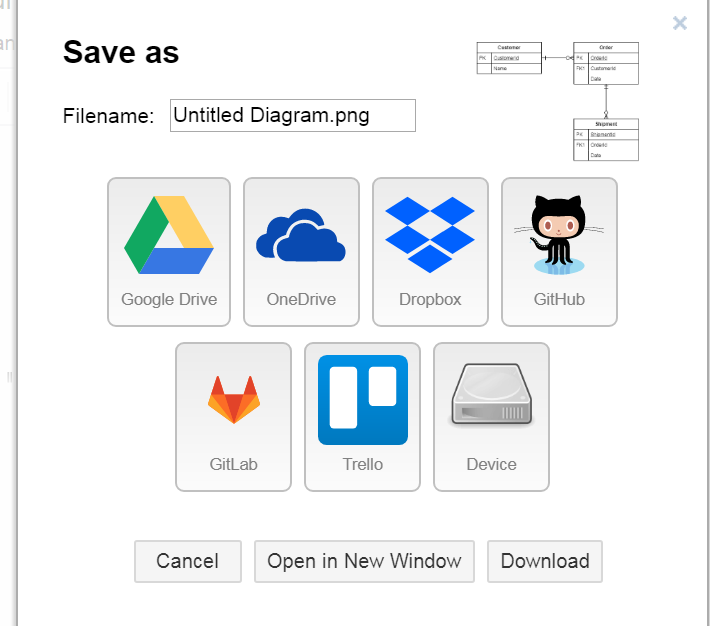 Save as
Filename: Untitled Diagram.png
Customer
PK CustomerId
Name
Order
PK OrderId
FK1 CustomerId
Date
Shipment
PK ShipmentId
FK1 OrderId
Date
Google Drive
OneDrive
Dropbox
GitHub
GitLab
Trello
Device
Cancel
Open in New Window
Download